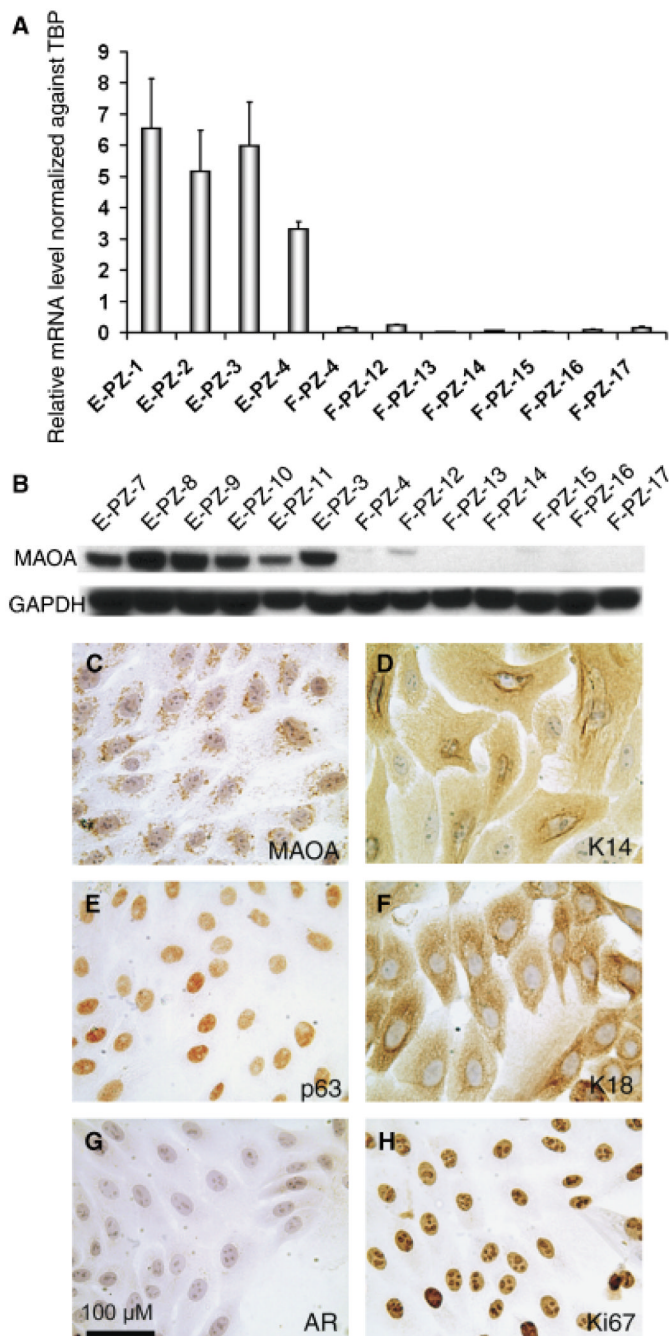 A
Relative mRNA level normalized against TBP
9
8
7
6
5
4
3
2
1
0
E-PZ-1
E-PZ-2
E-PZ-3
E-PZ-4
F-PZ-4
F-PZ-12
F-PZ-13
F-PZ-14
F-PZ-15
F-PZ-16
F-PZ-17
B
E-PZ-7
E-PZ-8
E-PZ-9
E-PZ-10
E-PZ-11
E-PZ-3
F-PZ-4
F-PZ-12
F-PZ-13
F-PZ-14
F-PZ-15
F-PZ-16
F-PZ-17
MAOA
GAPDH
C
MAOA
D
K14
E
p63
F
K18
G
100 µM
AR
H
Ki67